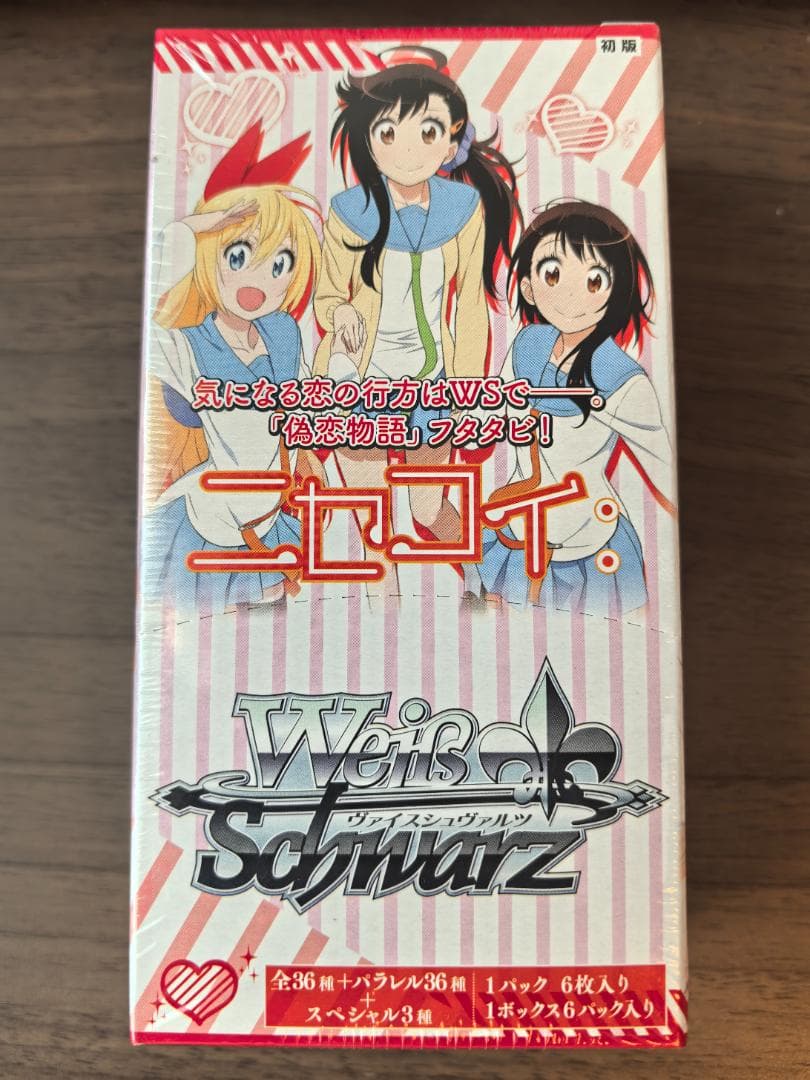 初版
気になる恋の行方はWSで――。
「偽恋物語」フタタビ！
ニセコイ：
Weiß
ヴァイスシュヴァルツ
Schwarz
全36種＋パラレル36種
＋
スペシャル3種
1パック 6枚入り
1ボックス6パック入り